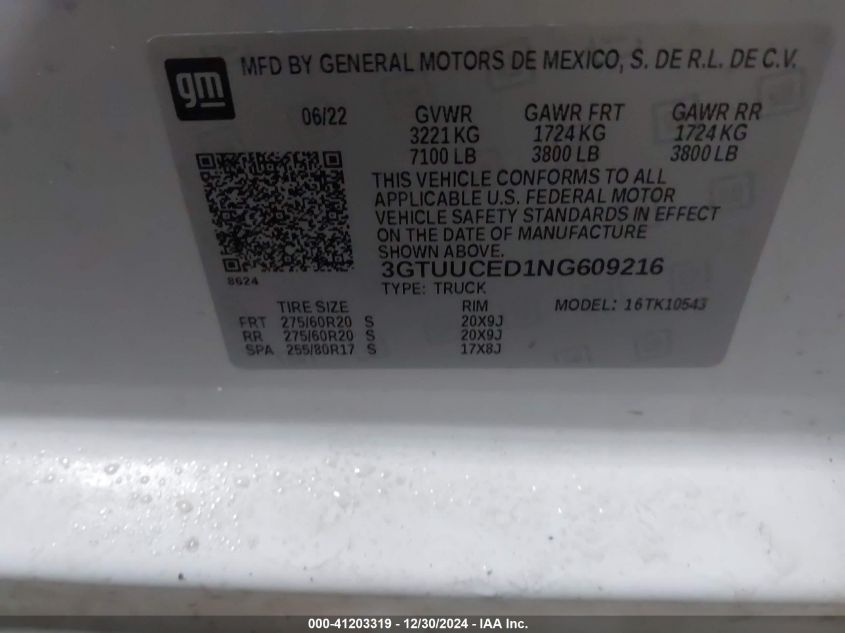 gm MFD BY GENERAL MOTORS DE MEXICO, S. DE R.L. DE C.V.
06/22 GVWR GAWR FRT GAWR RR
3221 KG 1724 KG 1724 KG
7100 LB 3800 LB 3800 LB
THIS VEHICLE CONFORMS TO ALL
APPLICABLE U.S. FEDERAL MOTOR
VEHICLE SAFETY STANDARDS IN EFFECT
ON THE DATE OF MANUFACTURE
SHOWN ABOVE.
3GTUUCED1NG609216
8624
TYPE: TRUCK
TIRE SIZE RIM MODEL: 16TK10543
FRT 275/60R20 S 20X9J
RR 275/60R20 S 20X9J
SPA 255/80R17 S 17X8J
000-41203319 - 12/30/2024 - IAA Inc.